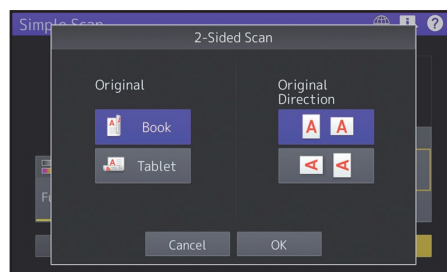 Simple Scan
2-Sided Scan
Original
Original
Direction
Book
Tablet
A A
A A
Cancel
OK